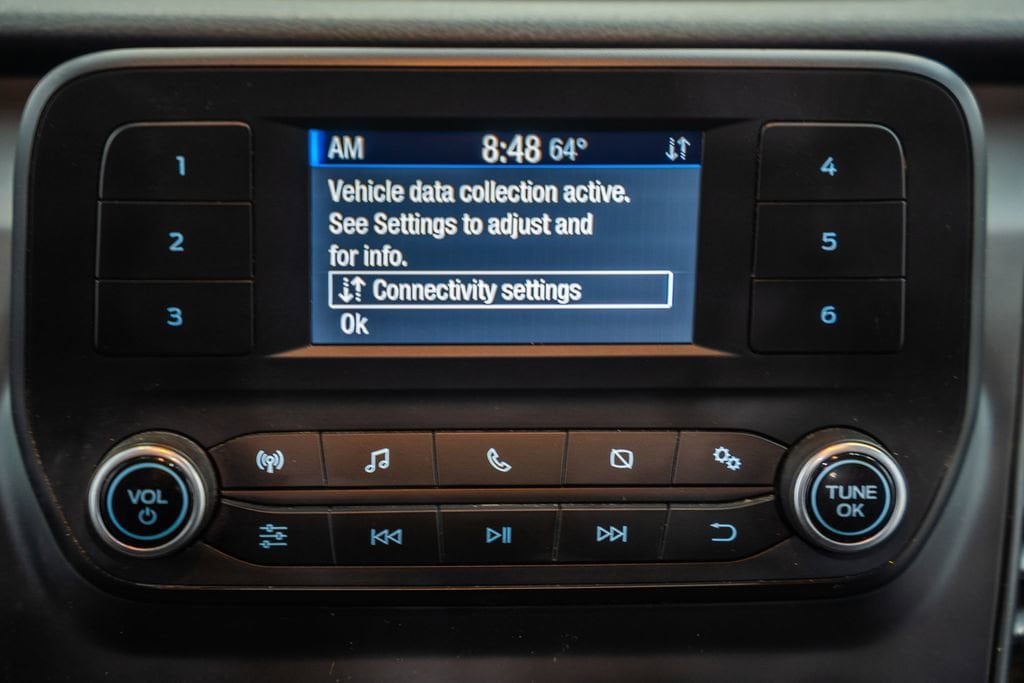 AM 8:48 64°
Vehicle data collection active.
See Settings to adjust and
for info.
Connectivity settings
Ok
1
2
3
4
5
6
VOL
TUNE
OK